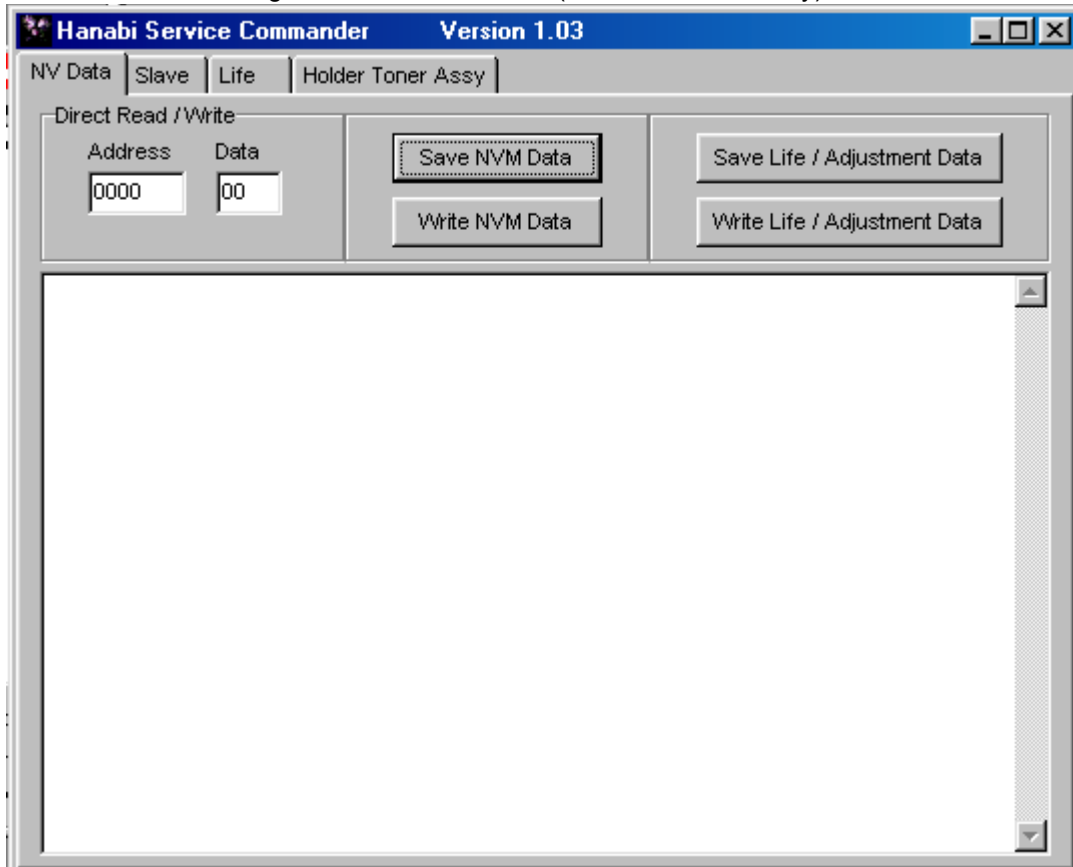 Hanabi Service Commander Version 1.03
NV Data Slave Life Holder Toner Assy
Direct Read / Write
Address Data
0000 00
Save NVM Data
Write NVM Data
Save Life / Adjustment Data
Write Life / Adjustment Data